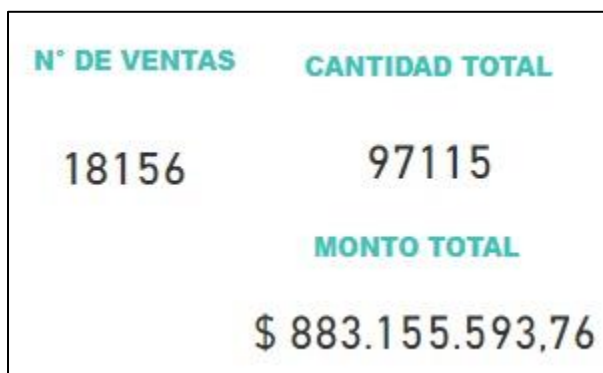 N° DE VENTAS
CANTIDAD TOTAL
18156
97115
MONTO TOTAL
$ 883.155.593,76